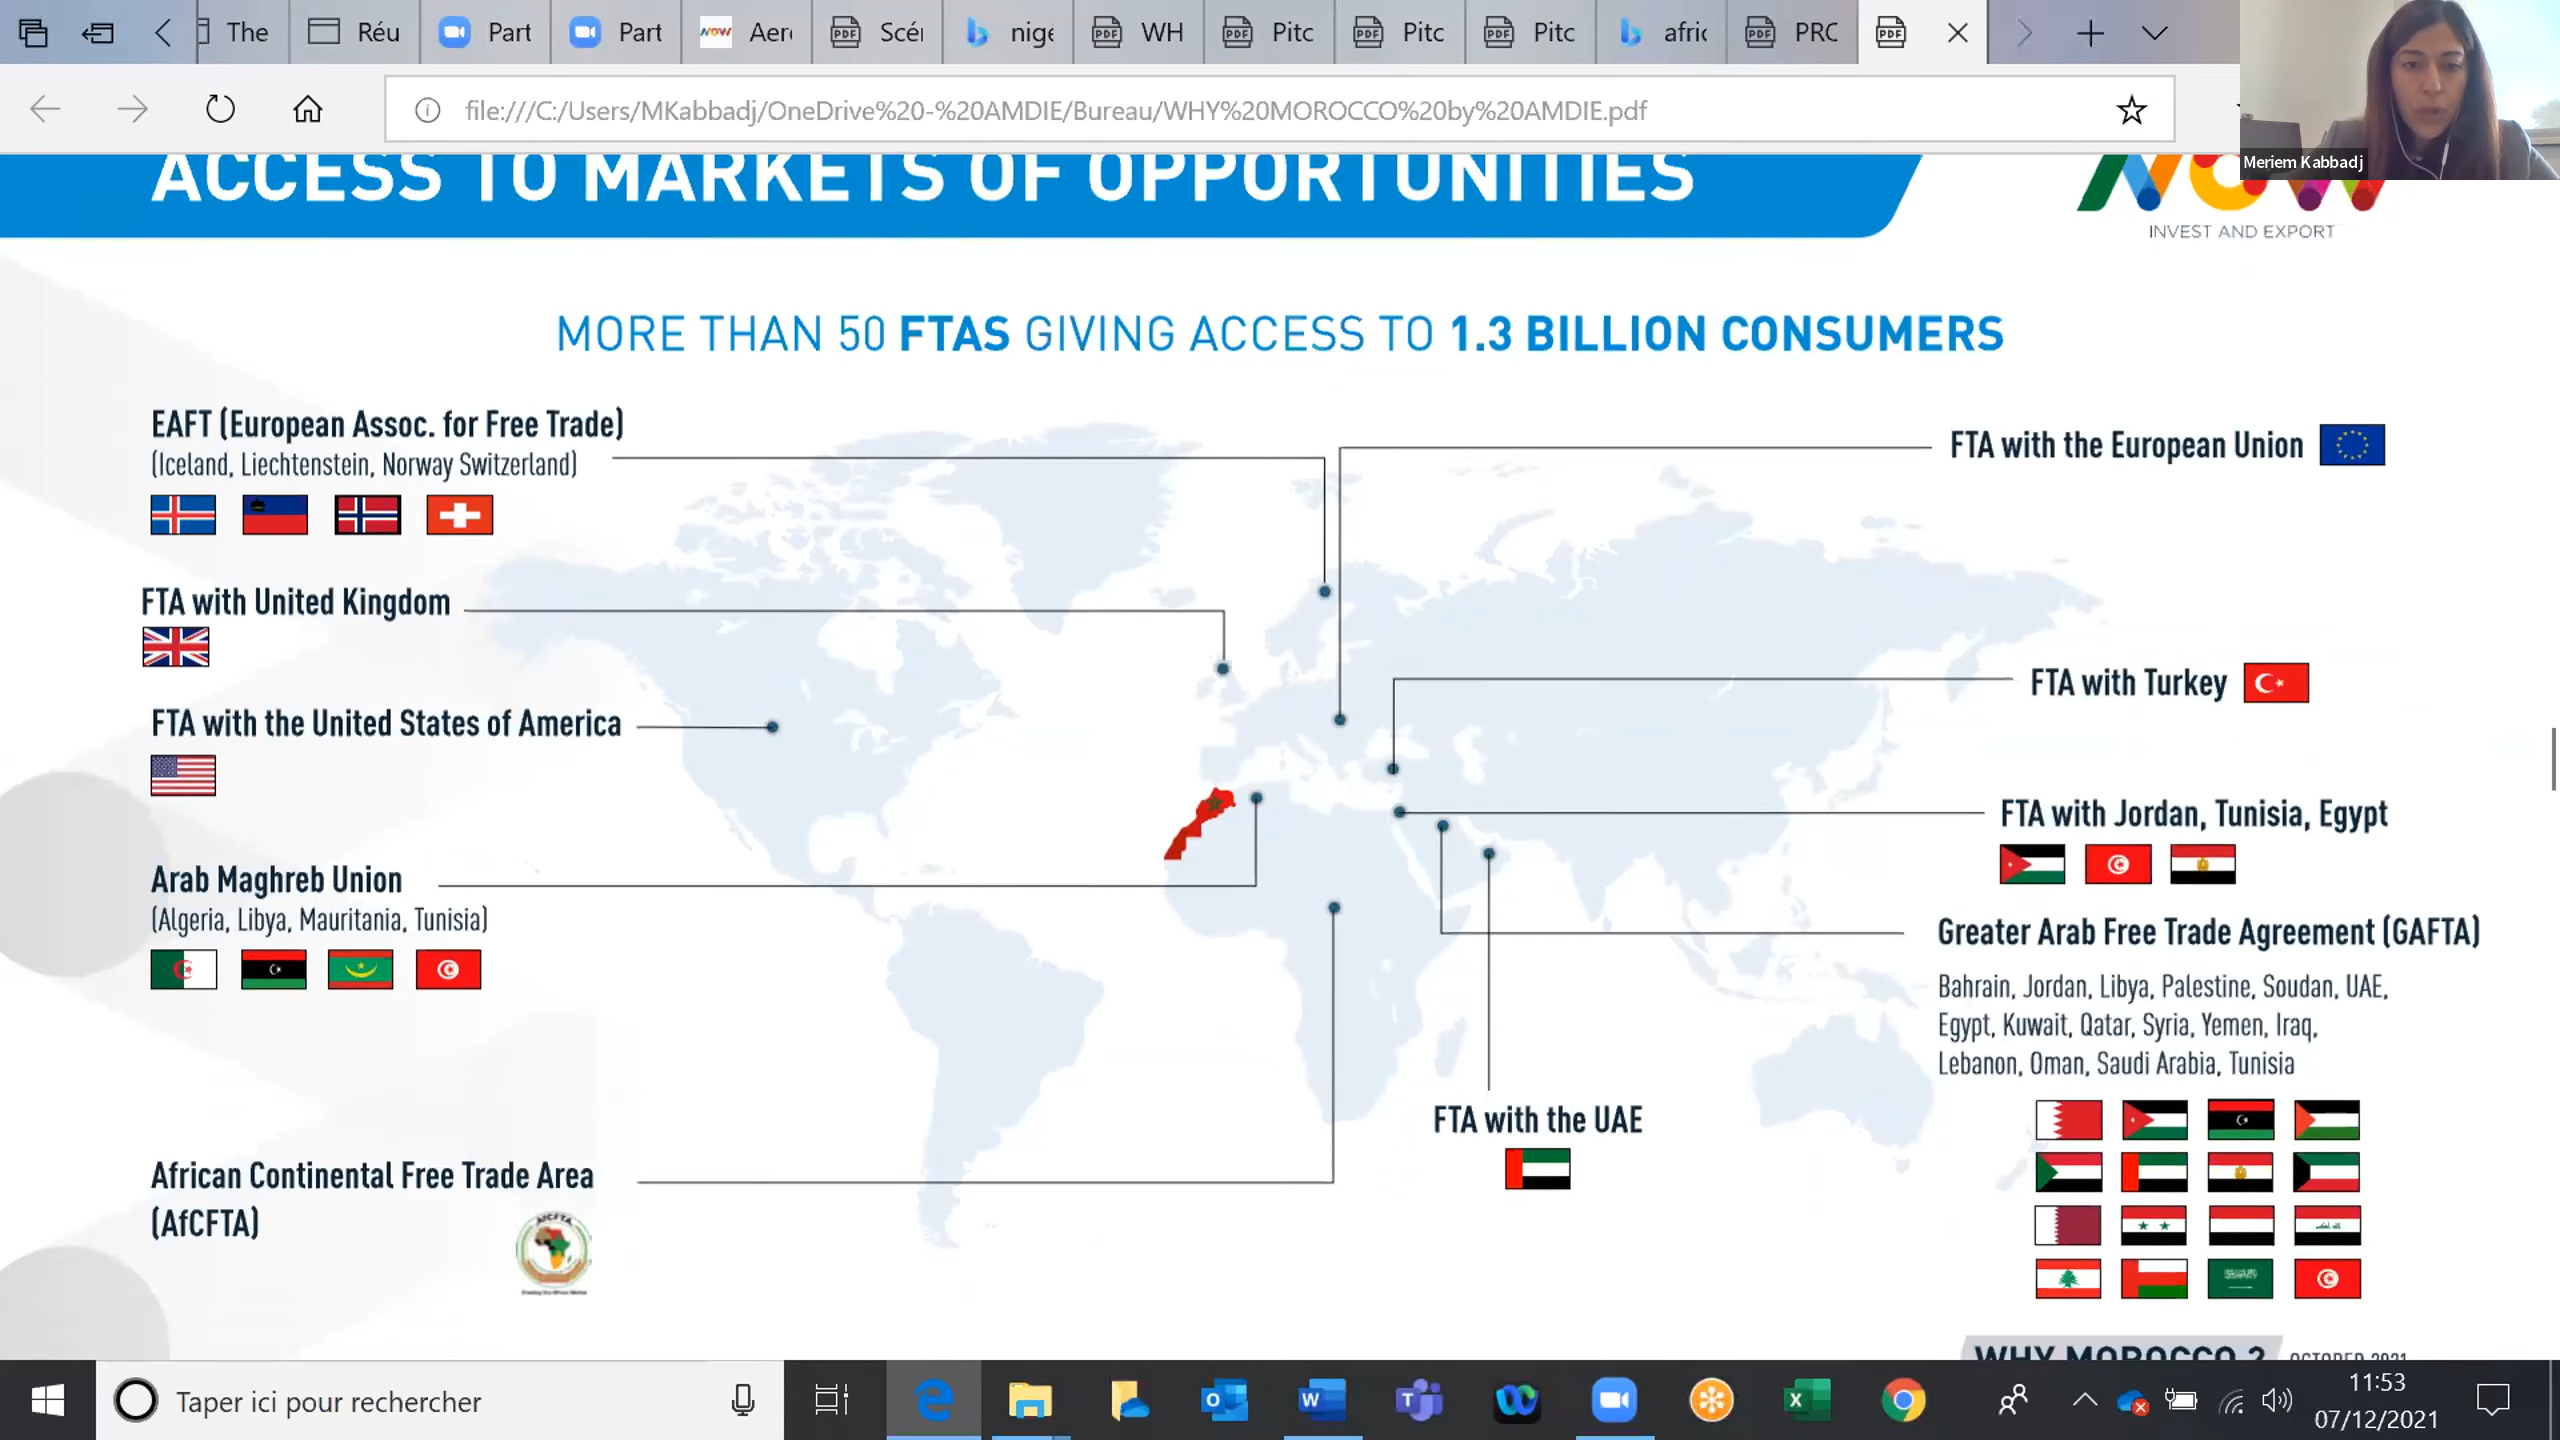 The
Réu
Part
Part
now
Aer
Scéi
nige
WH
Pitc
Pitc
Pitc
afric
PRC
file:///C:/Users/MKabbadj/OneDrive%20-%20AMDIE/Bureau/WHY%20MOROCCO%20by%20AMDIE.pdf
Meriem Kabbadj
ACCESS TO MARKETS OF OPPORTUNITIES
NOW
INVEST AND EXPORT
MORE THAN 50 FTAS GIVING ACCESS TO 1.3 BILLION CONSUMERS
EAFT (European Assoc. for Free Trade)
(Iceland, Liechtenstein, Norway Switzerland)
FTA with the European Union
FTA with United Kingdom
FTA with Turkey
FTA with the United States of America
FTA with Jordan, Tunisia, Egypt
Arab Maghreb Union
(Algeria, Libya, Mauritania, Tunisia)
Greater Arab Free Trade Agreement (GAFTA)
Bahrain, Jordan, Libya, Palestine, Soudan, UAE,
Egypt, Kuwait, Qatar, Syria, Yemen, Iraq,
Lebanon, Oman, Saudi Arabia, Tunisia
FTA with the UAE
African Continental Free Trade Area
(AfCFTA)
AfCFTA
WHY MOROCCO ? OCTOBER 2021
Taper ici pour rechercher
11:53
07/12/2021